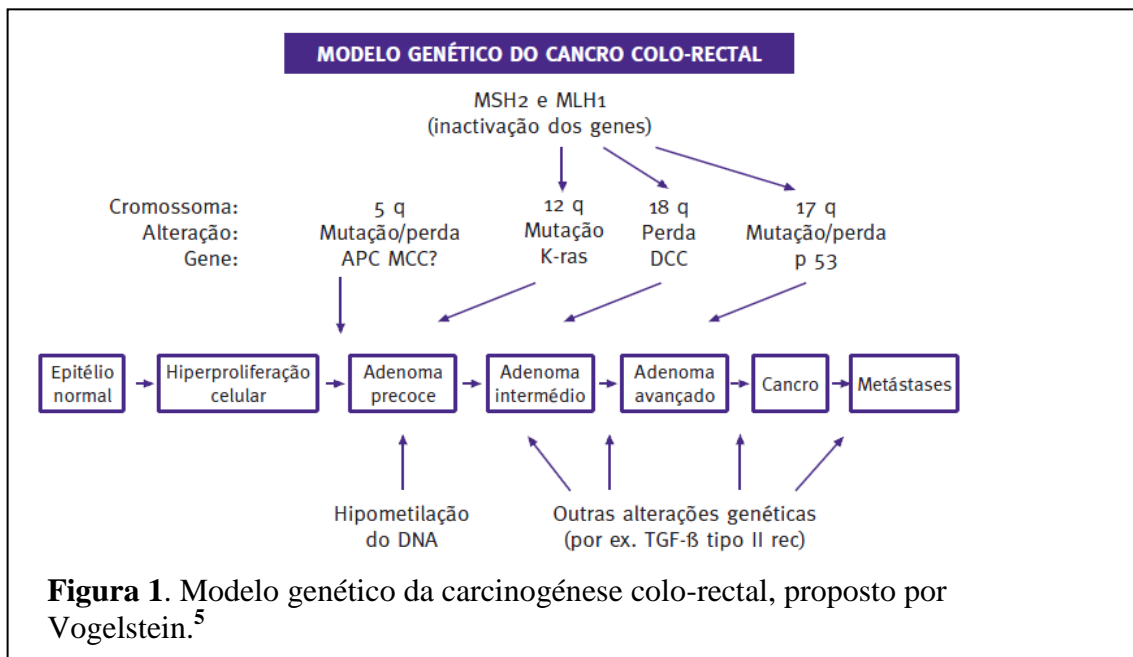 MODELO GENÉTICO DO CANCRO COLO-RECTAL
MSH2 e MLH1
(inactivação dos genes)
Cromossoma: 5 q 12 q 18 q 17 q
Alteração: Mutação/perda Mutação Perda Mutação/perda
Gene: APC MCC? K-ras DCC p 53
Epitélio normal
Hiperproliferação celular
Adenoma precoce
Adenoma intermédio
Adenoma avançado
Cancro
Metástases
Hipometilação
do DNA
Outras alterações genéticas
(por ex. TGF-ß tipo II rec)
Figura 1. Modelo genético da carcinogénese colo-rectal, proposto por
Vogelstein.5